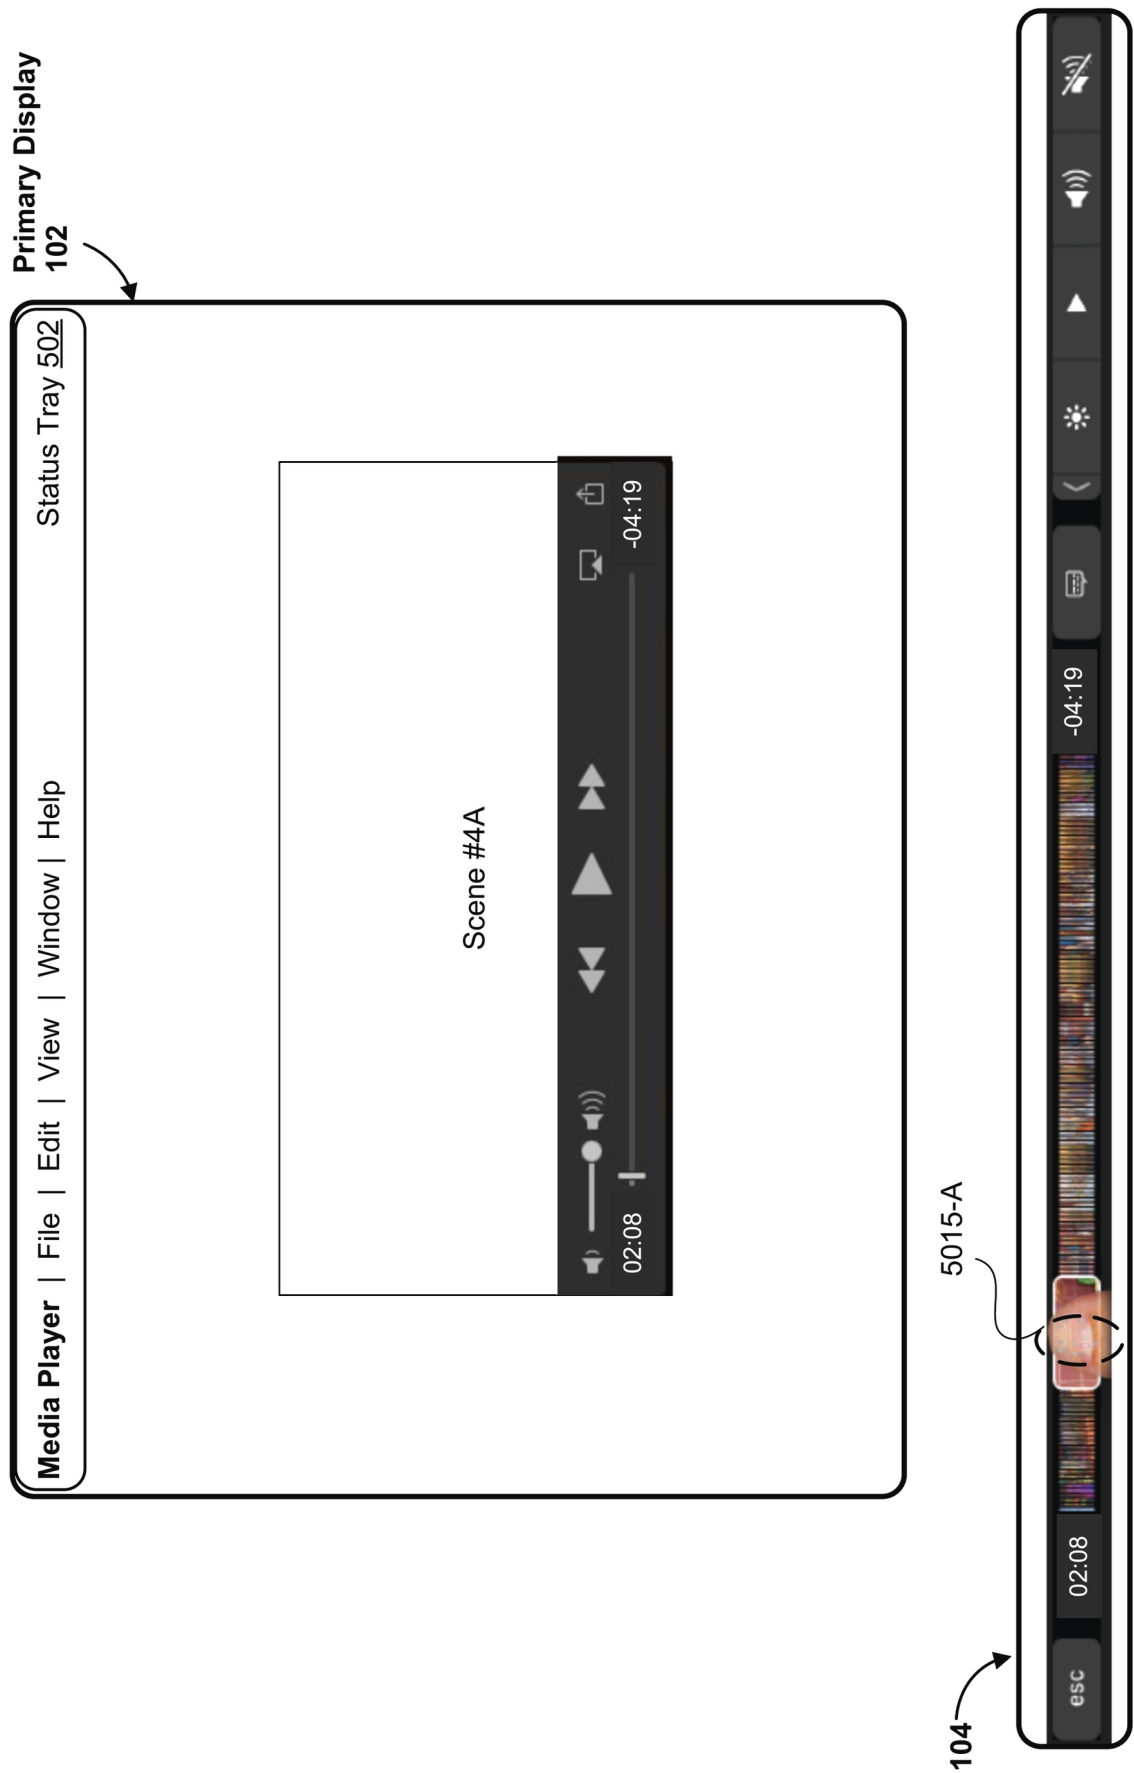 Primary Display
102
Media Player | File | Edit | View | Window | Help
Status Tray 502
Scene #4A
02:08
-04:19
5015-A
104
esc
02:08
-04:19